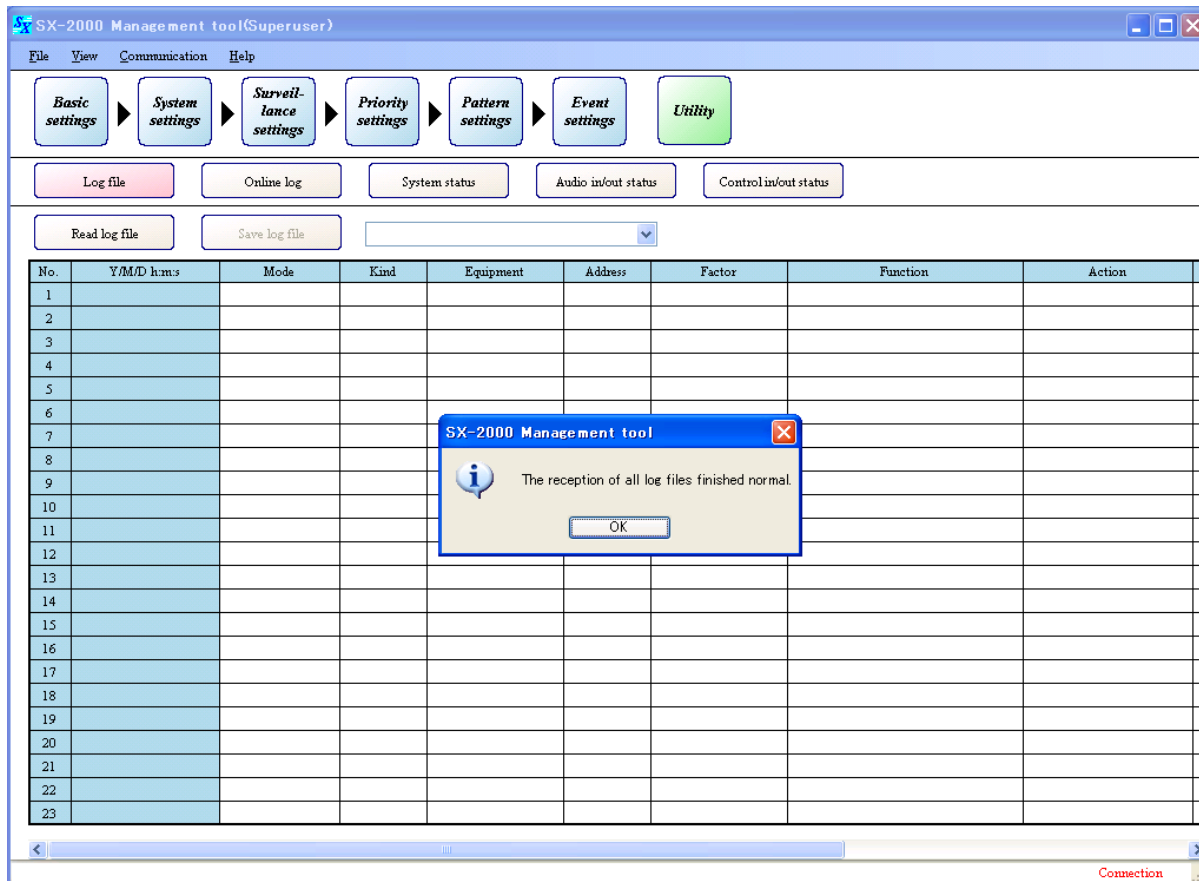 SX SX-2000 Management tool(Superuser)
File View Communication Help
Basic settings
System settings
Surveil-
lance
settings
Priority settings
Pattern settings
Event settings
Utility
Log file
Online log
System status
Audio in/out status
Control in/out status
Read log file
Save log file
No. Y/M/D h:m:s Mode Kind Equipment Address Factor Function Action
1
2
3
4
5
6
7
8
9
10
11
12
13
14
15
16
17
18
19
20
21
22
23
SX-2000 Management tool
The reception of all log files finished normal.
OK
Connection